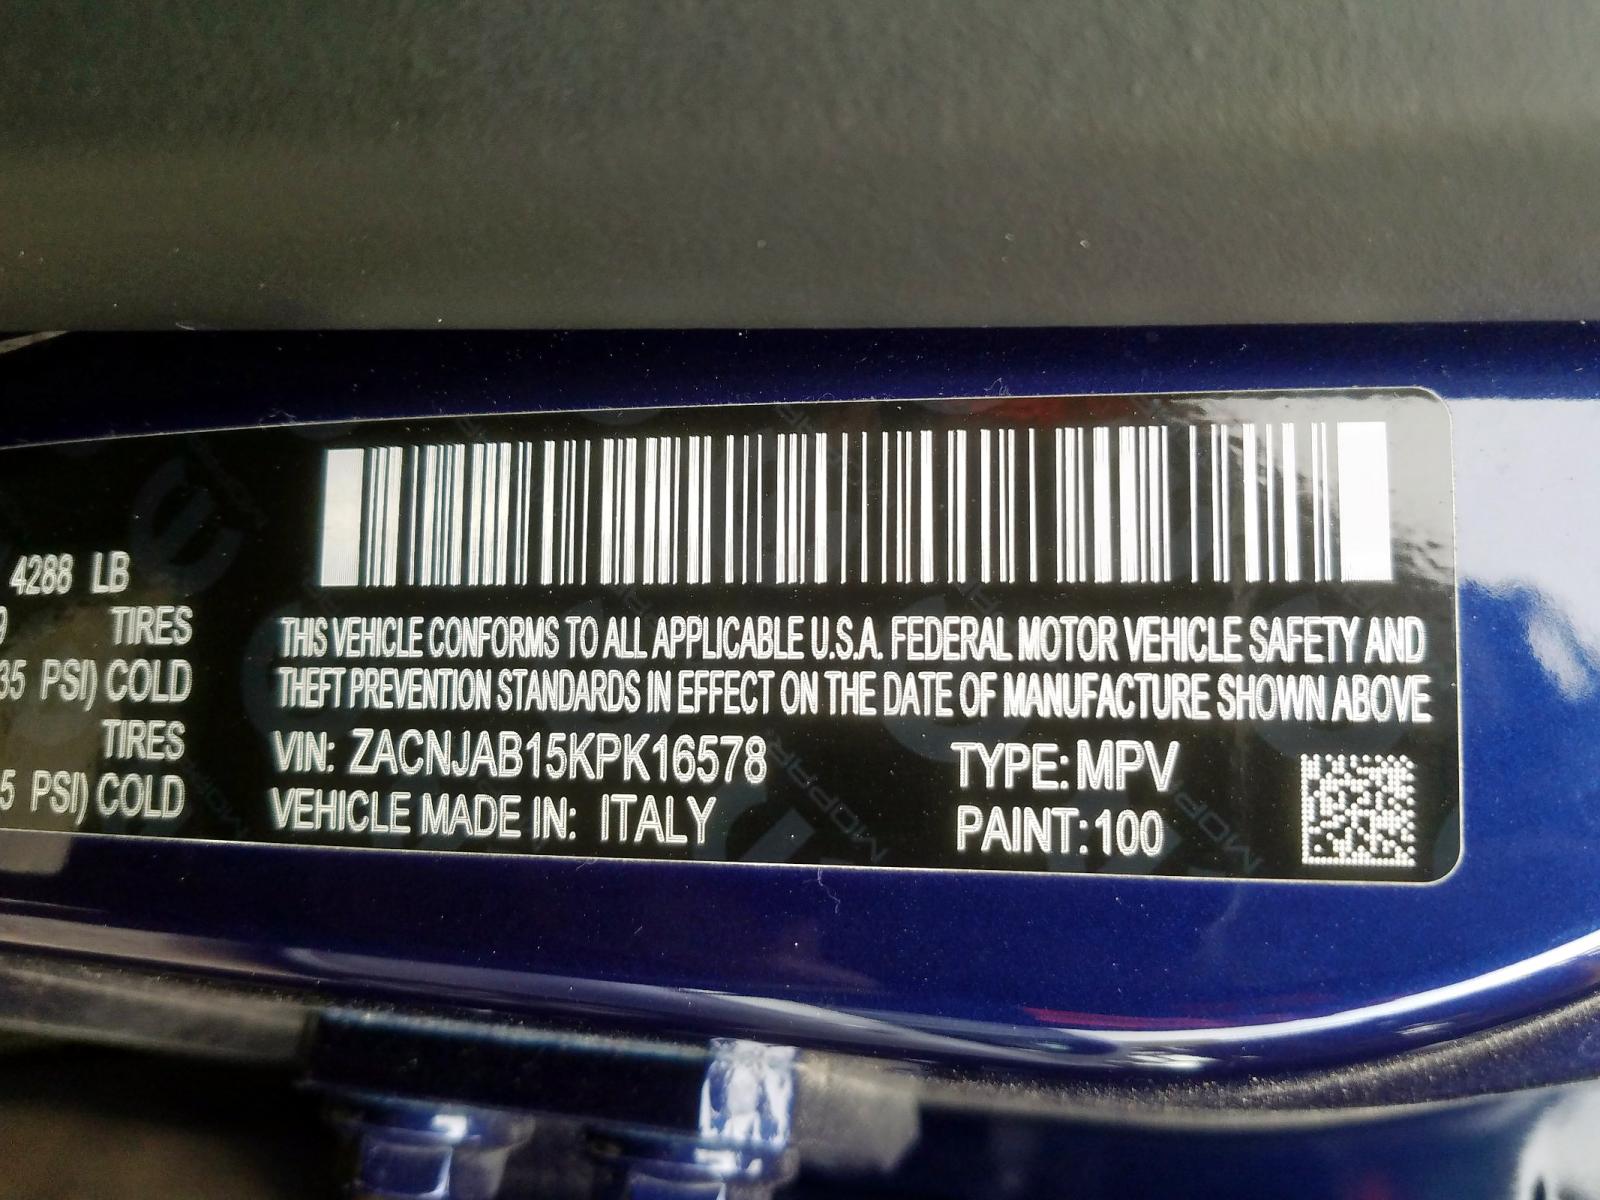 4288 LB
TIRES
35 PSI) COLD
TIRES
5 PSI) COLD
THIS VEHICLE CONFORMS TO ALL APPLICABLE U.S.A. FEDERAL MOTOR VEHICLE SAFETY AND
THEFT PREVENTION STANDARDS IN EFFECT ON THE DATE OF MANUFACTURE SHOWN ABOVE
VIN: ZACNJAB15KPK16578
TYPE: MPV
VEHICLE MADE IN: ITALY
PAINT: 100